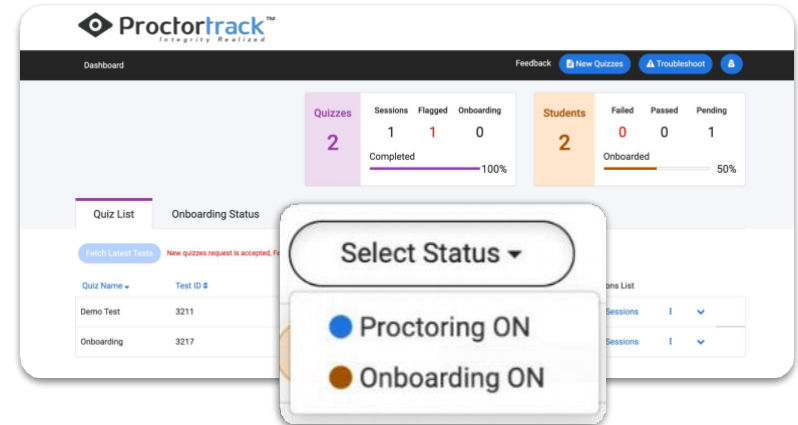 Proctortrack™
Integrity Realized
Dashboard
Feedback
New Quizzes
Troubleshoot
Quizzes
2
Sessions Flagged Onboarding
1 1 0
Completed
100%
Students
2
Failed Passed Pending
0 0 1
Onboarded
50%
Quiz List
Onboarding Status
Fetch Latest Tests
New quizzes request is accepted,
Quiz Name Test ID
Demo Test 3211
Sessions
Onboarding 3217
Sessions
List
Select Status
Proctoring ON
Onboarding ON